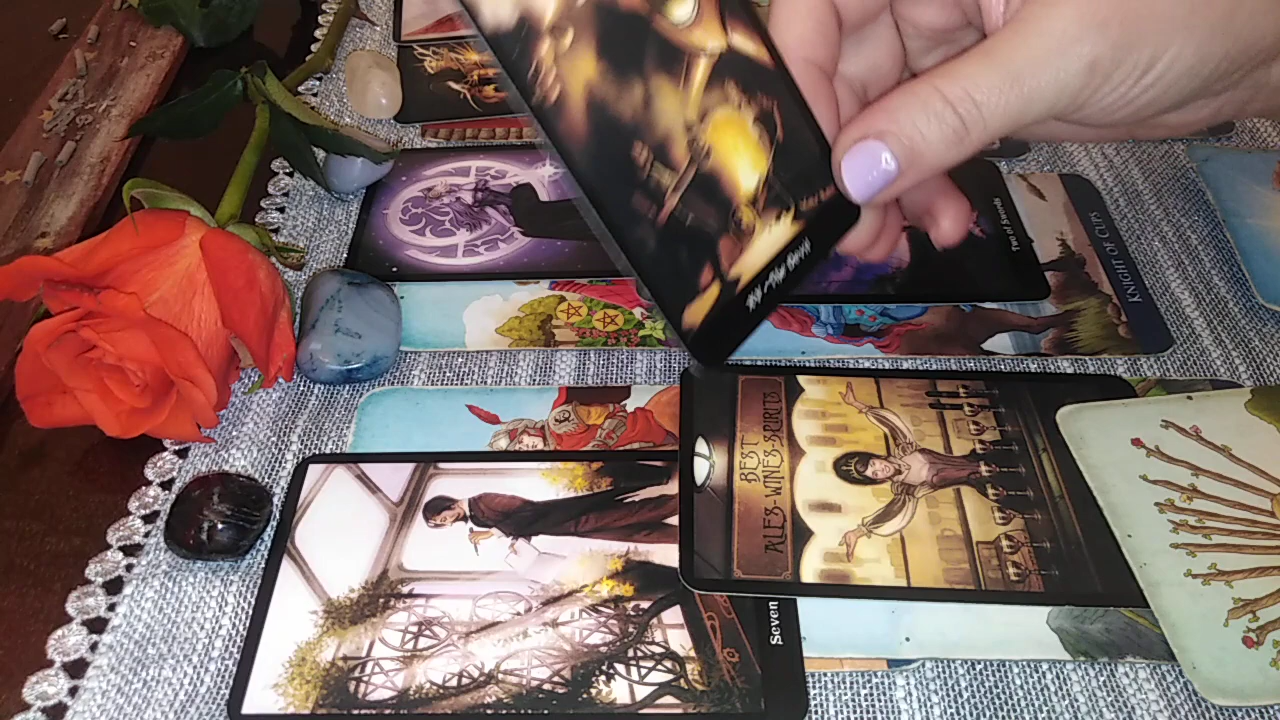 Two of Swords
KNIGHT OF CUPS
BEST
ALES-WINES-SPIRITS
Seven